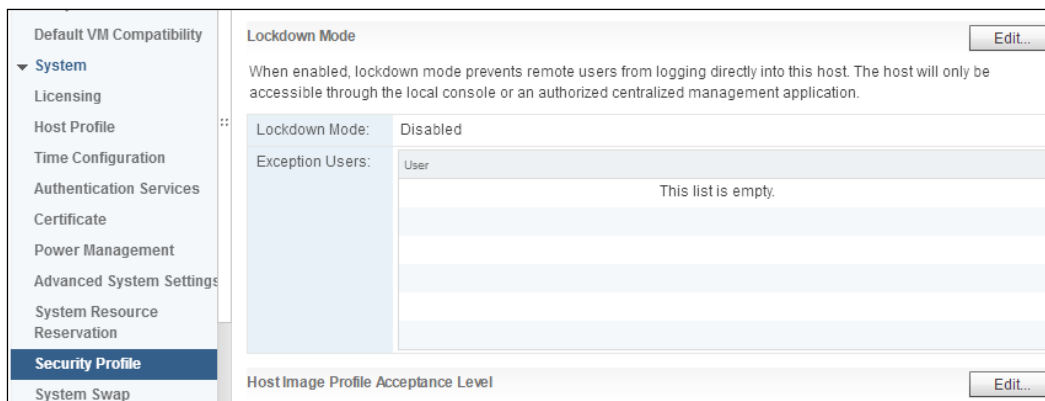 Default VM Compatibility
System
Licensing
Host Profile
Time Configuration
Authentication Services
Certificate
Power Management
Advanced System Settings
System Resource
Reservation
Security Profile
System Swap
Lockdown Mode
Edit...
When enabled, lockdown mode prevents remote users from logging directly into this host. The host will only be
accessible through the local console or an authorized centralized management application.
Lockdown Mode: Disabled
Exception Users:
User
This list is empty.
Host Image Profile Acceptance Level
Edit...